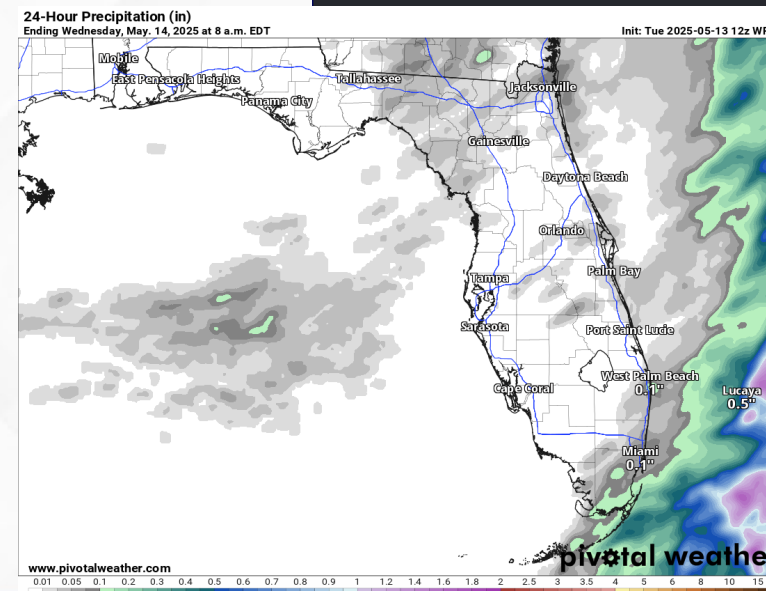 24-Hour Precipitation (in)
Ending Wednesday, May. 14, 2025 at 8 a.m. EDT
Init: Tue 2025-05-13 12z
Mobile
East Pensacola Heights
Tallahassee
Jacksonville
Panama City
Gainesville
Daytona Beach
Orlando
Palm Bay
Tampa
Sarasota
Port Saint Lucie
Cape Coral
West Palm Beach
0.1"
Lucaya
0.5"
Miami
0.1"
www.pivotalweather.com
pivotal weathe
0.01 0.05 0.1 0.2 0.3 0.4 0.5 0.6 0.7 0.8 0.9 1 1.2 1.4 1.6 1.8 2 2.5 3 3.5 4 5 6 7 8 10 15